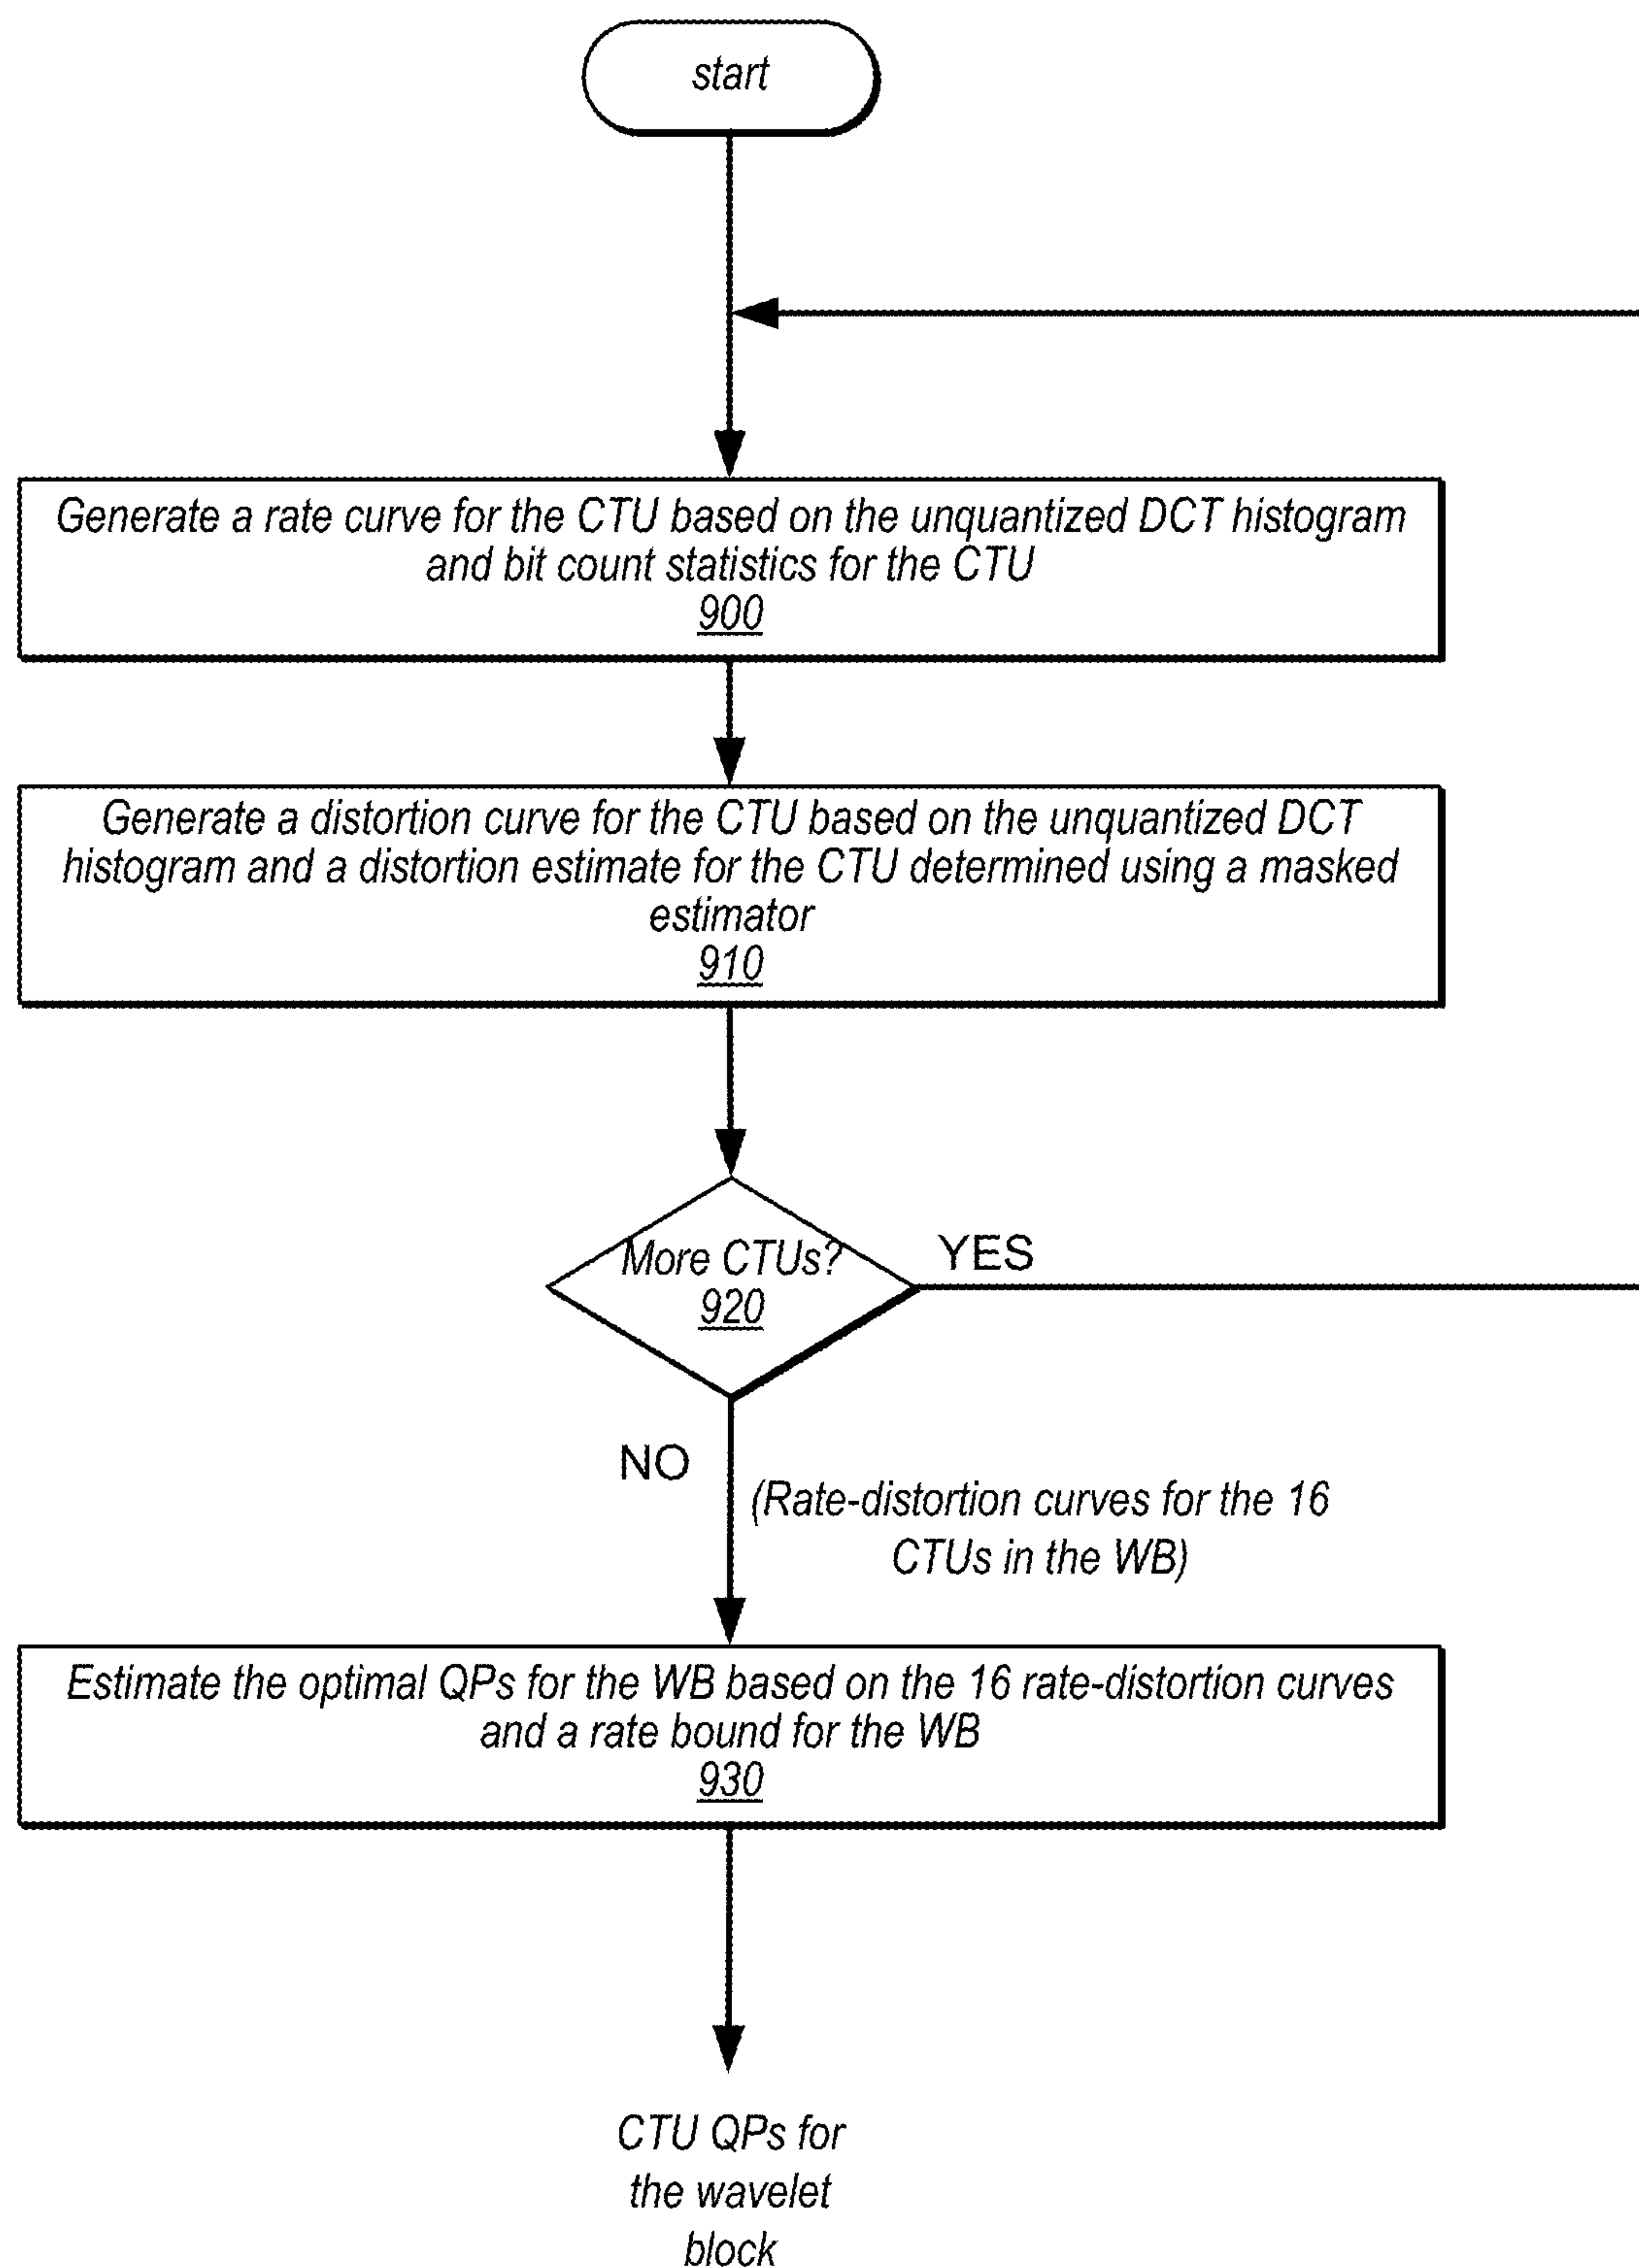 start
Generate a rate curve for the CTU based on the unquantized DCT histogram
and bit count statistics for the CTU
900
Generate a distortion curve for the CTU based on the unquantized DCT
histogram and a distortion estimate for the CTU determined using a masked
estimator
910
More CTUs?
920
YES
NO
(Rate-distortion curves for the 16
CTUs in the WB)
Estimate the optimal QPs for the WB based on the 16 rate-distortion curves
and a rate bound for the WB
930
CTU QPs for
the wavelet
block